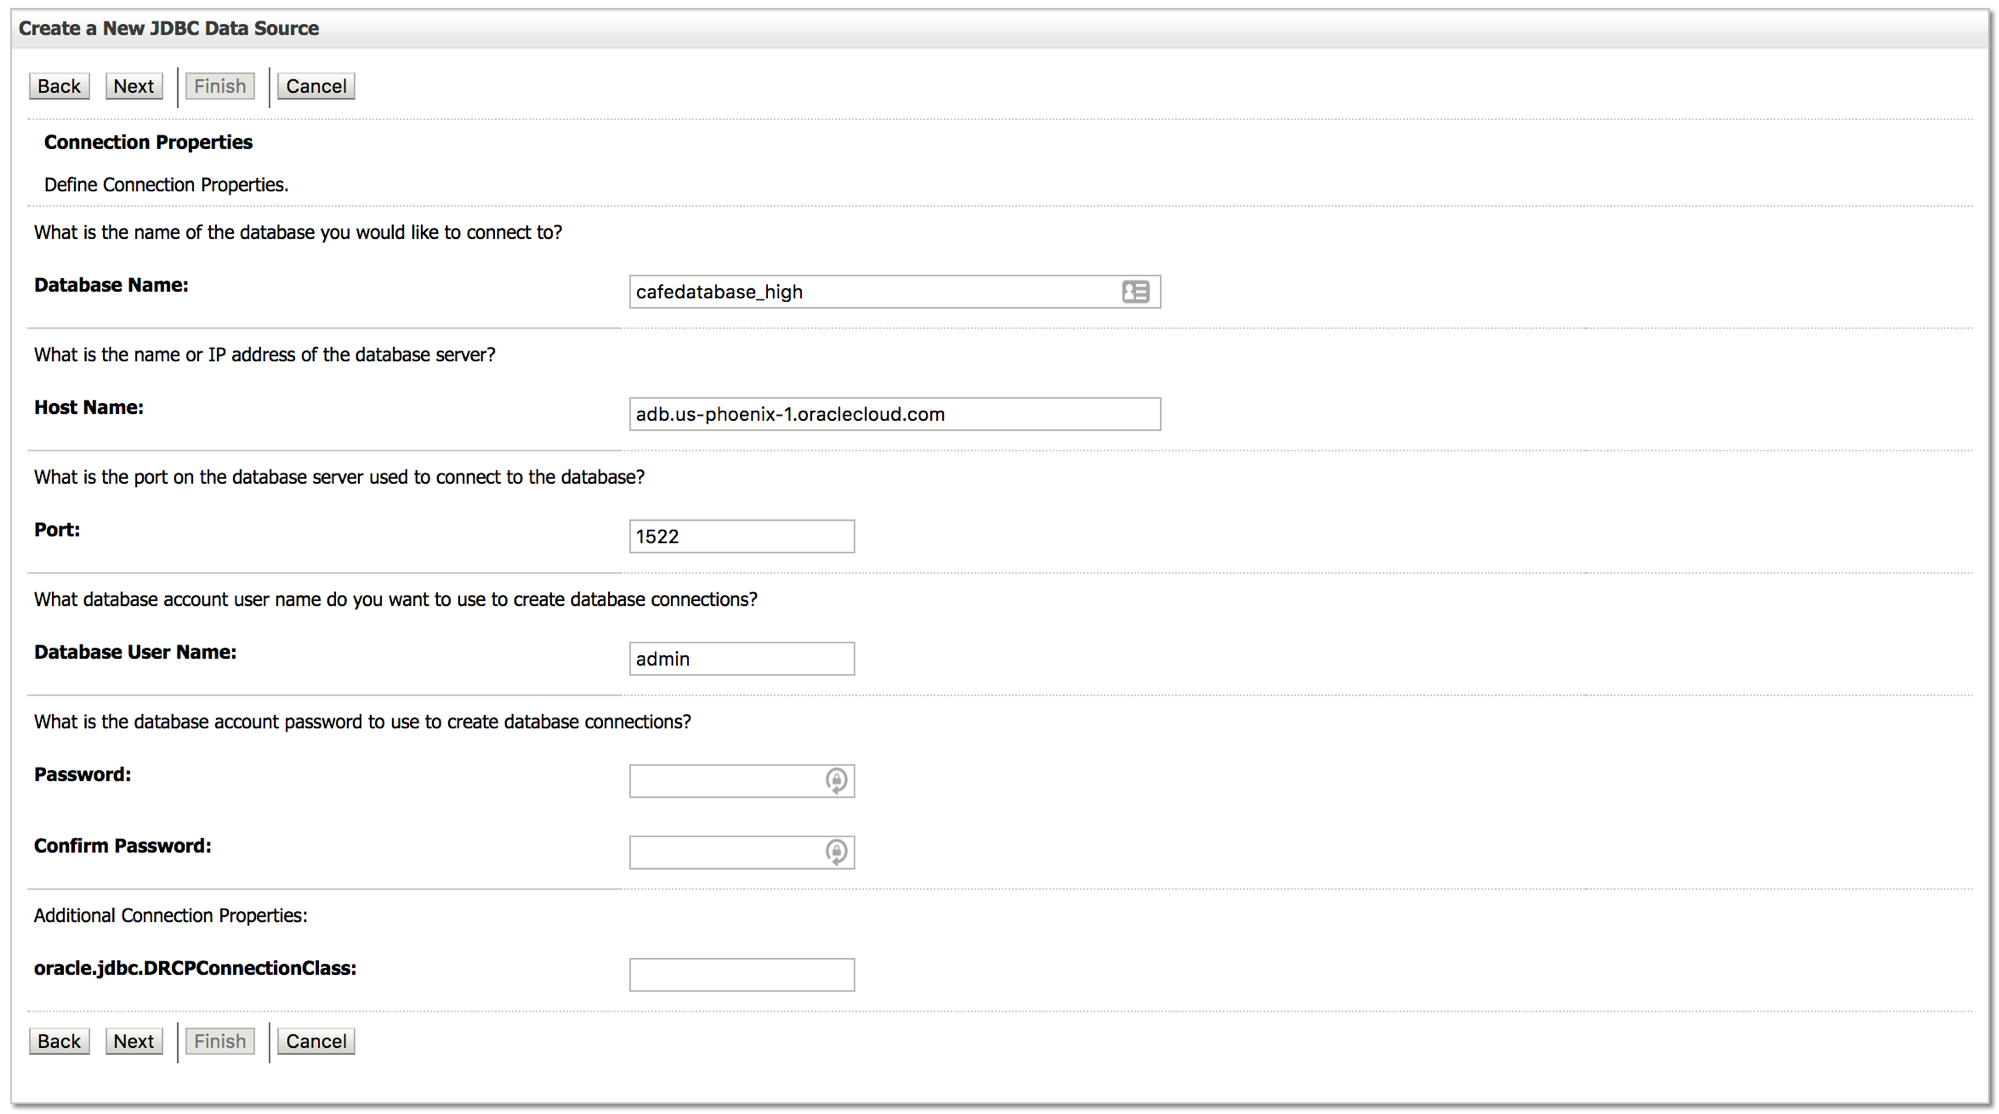 Create a New JDBC Data Source
Back Next Finish Cancel
Connection Properties
Define Connection Properties.
What is the name of the database you would like to connect to?
Database Name: cafedatabase_high
What is the name or IP address of the database server?
Host Name: adb.us-phoenix-1.oraclecloud.com
What is the port on the database server used to connect to the database?
Port: 1522
What database account user name do you want to use to create database connections?
Database User Name: admin
What is the database account password to use to create database connections?
Password:
Confirm Password:
Additional Connection Properties:
oracle.jdbc.DRCPConnectionClass:
Back Next Finish Cancel